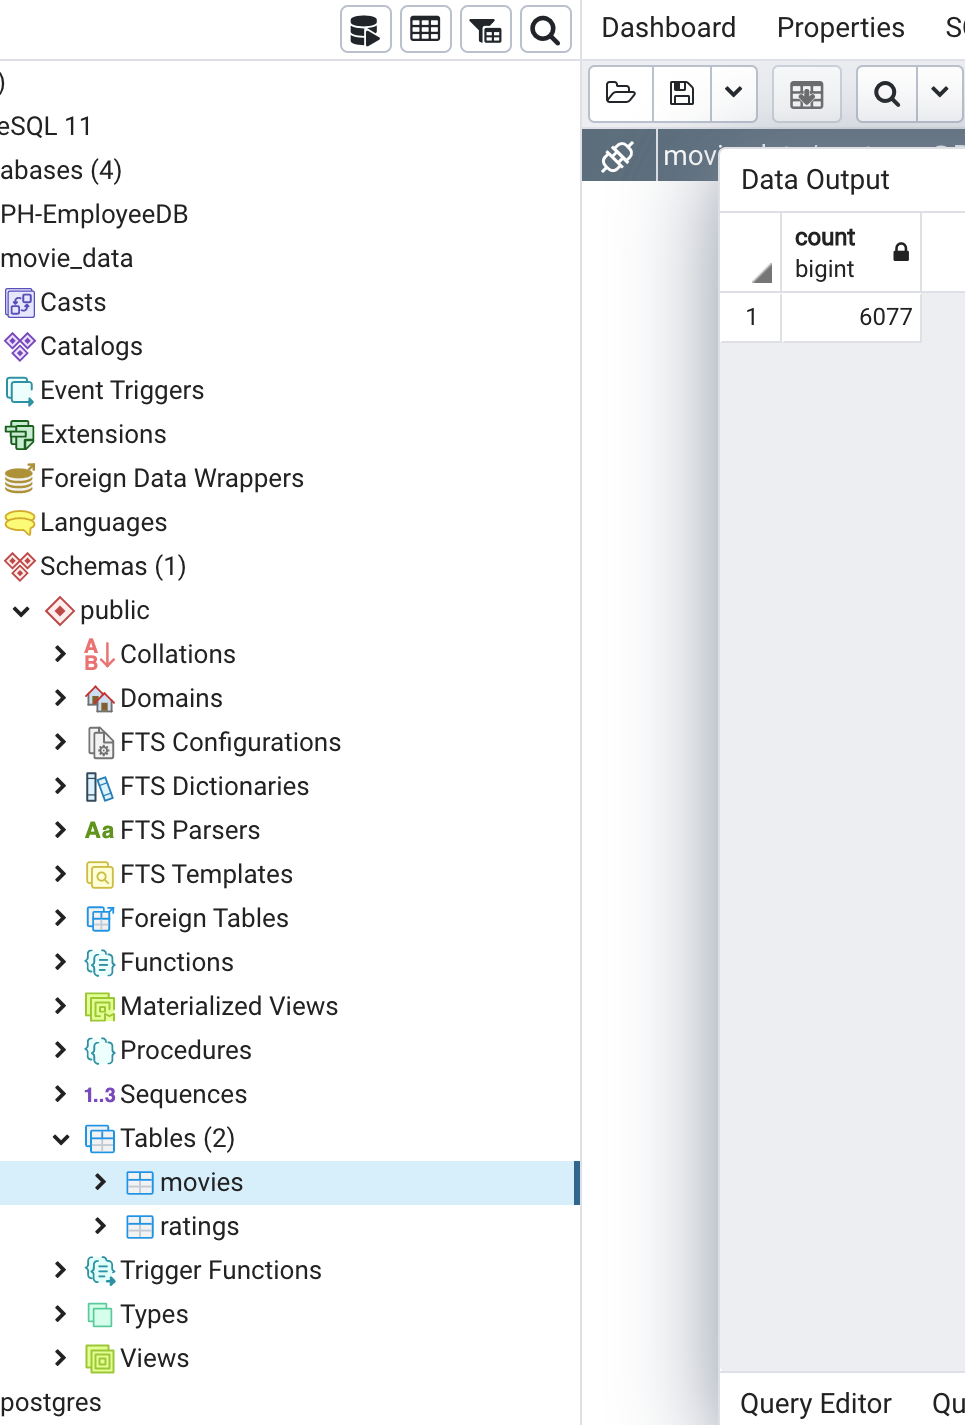 Dashboard Properties
)
eSQL 11
abases (4)
PH-EmployeeDB
movie_data
Casts
Catalogs
Event Triggers
Extensions
Foreign Data Wrappers
Languages
Schemas (1)
public
Collations
Domains
FTS Configurations
FTS Dictionaries
Aa FTS Parsers
FTS Templates
Foreign Tables
Functions
Materialized Views
Procedures
1..3 Sequences
Tables (2)
movies
ratings
Trigger Functions
Types
Views
postgres
Data Output
count
bigint
1 6077
Query Editor Qu